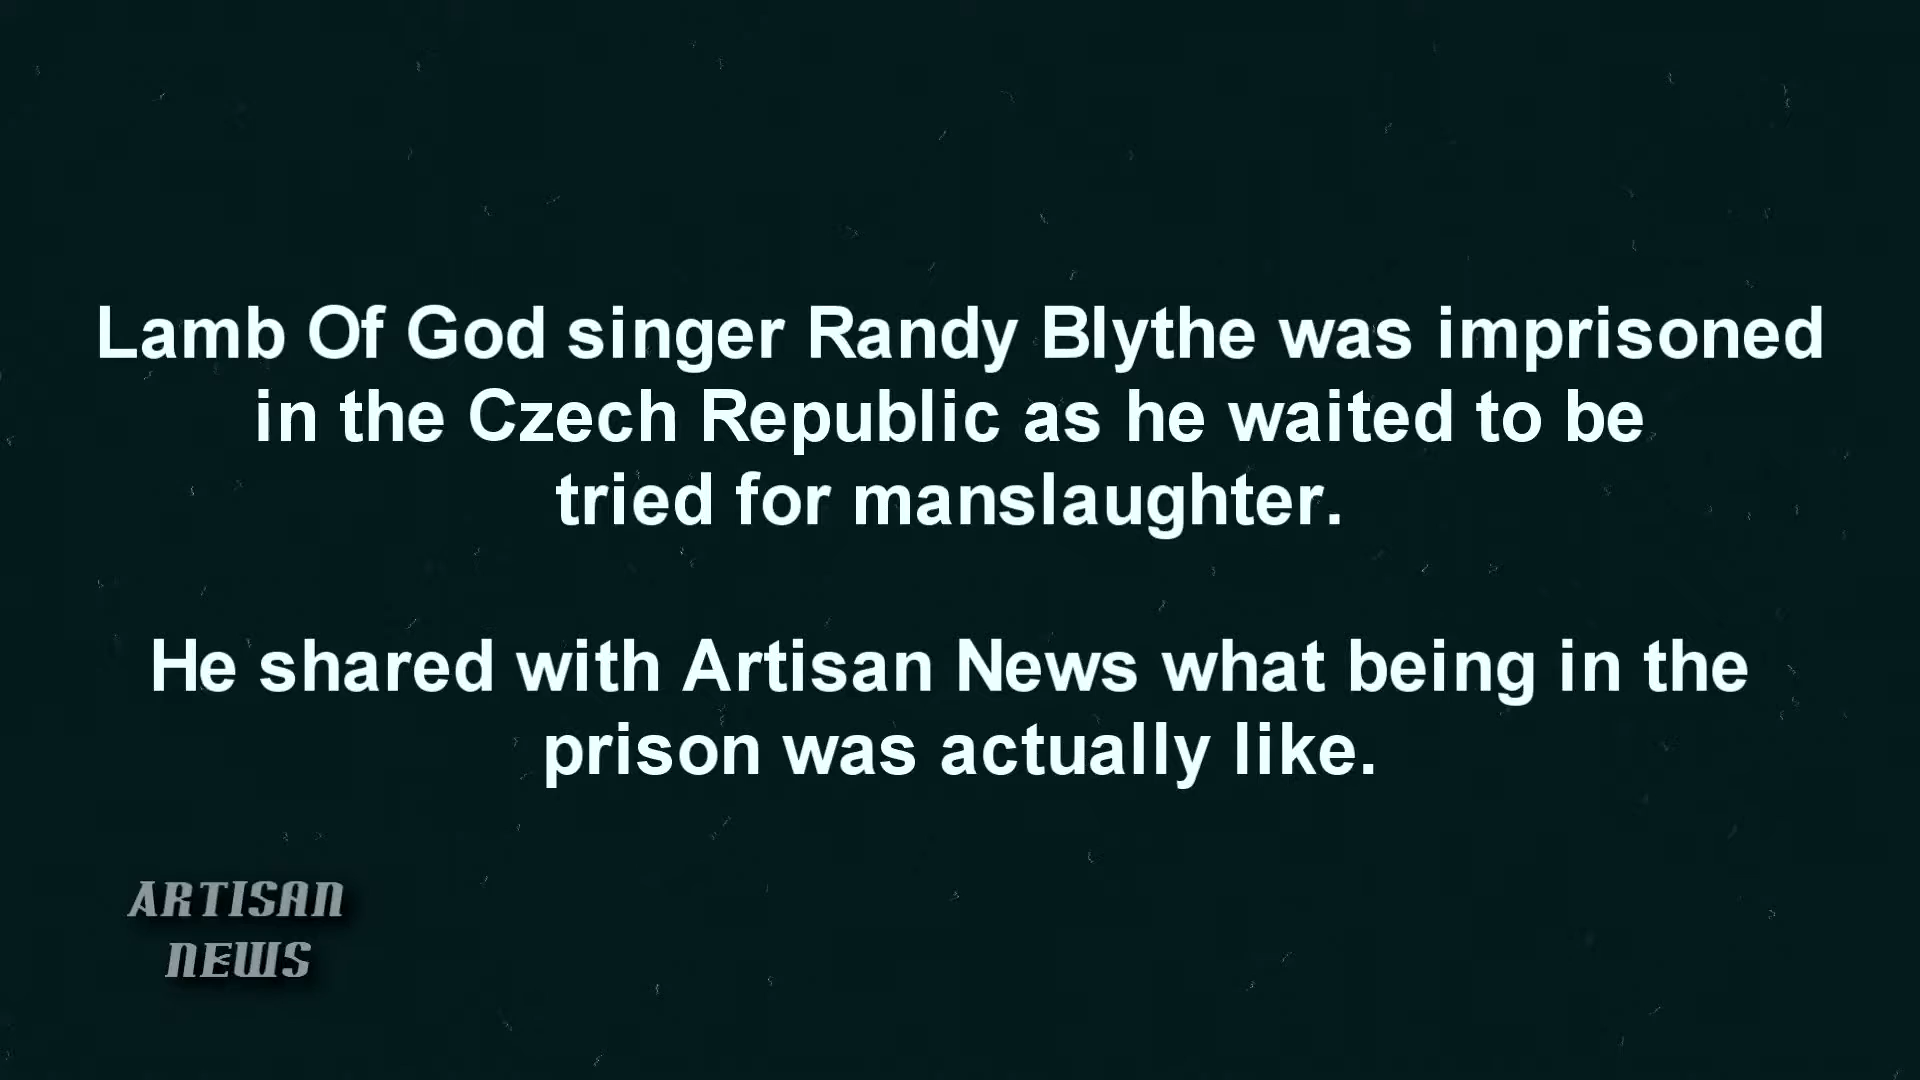 Lamb Of God singer Randy Blythe was imprisoned
in the Czech Republic as he waited to be
tried for manslaughter.
He shared with Artisan News what being in the
prison was actually like.
ARTISAN
NEWS